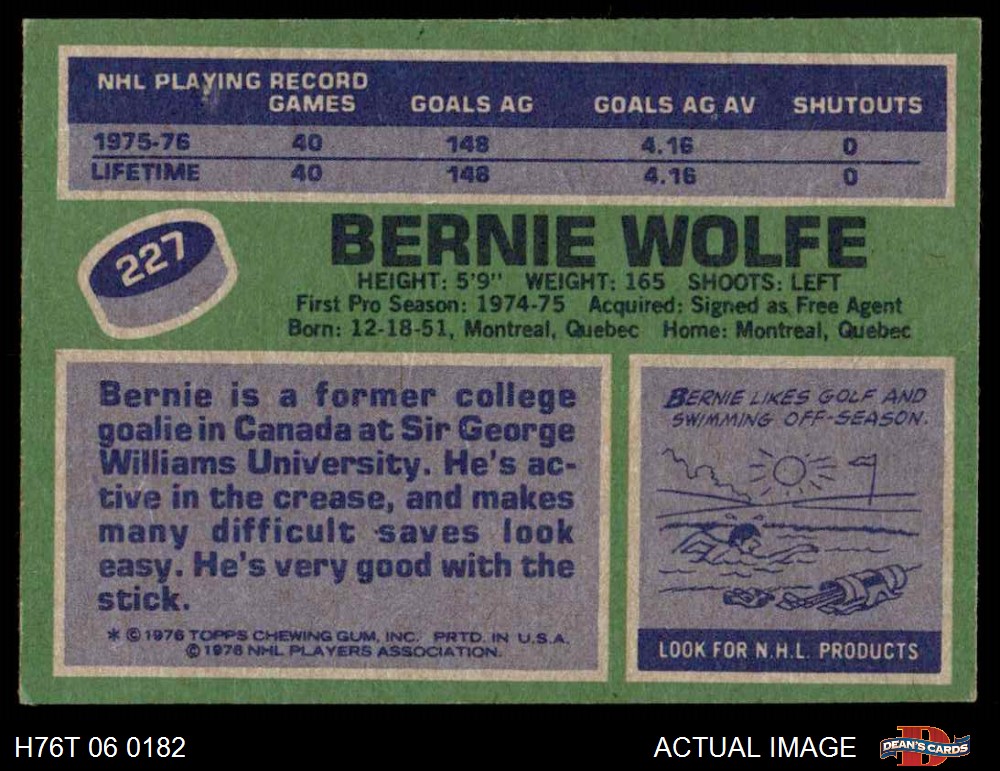 NHL PLAYING RECORD
GAMES GOALS AG GOALS AG AV SHUTOUTS
1975-76 40 148 4.16 0
LIFETIME 40 148 4.16 0
227
BERNIE WOLFE
HEIGHT: 5'9" WEIGHT: 165 SHOOTS: LEFT
First Pro Season: 1974-75 Acquired: Signed as Free Agent
Born: 12-18-51, Montreal, Quebec Home: Montreal, Quebec
Bernie is a former college
goalie in Canada at Sir George
Williams University. He's ac-
tive in the crease, and makes
many difficult saves look
easy. He's very good with the
stick.
* © 1976 TOPPS CHEWING GUM, INC. PRTD. IN U.S.A.
© 1976 NHL PLAYERS ASSOCIATION.
BERNIE LIKES GOLF AND
SWIMMING OFF-SEASON.
LOOK FOR N.H.L. PRODUCTS
H76T 06 0182
ACTUAL IMAGE
DEAN'S CARDS